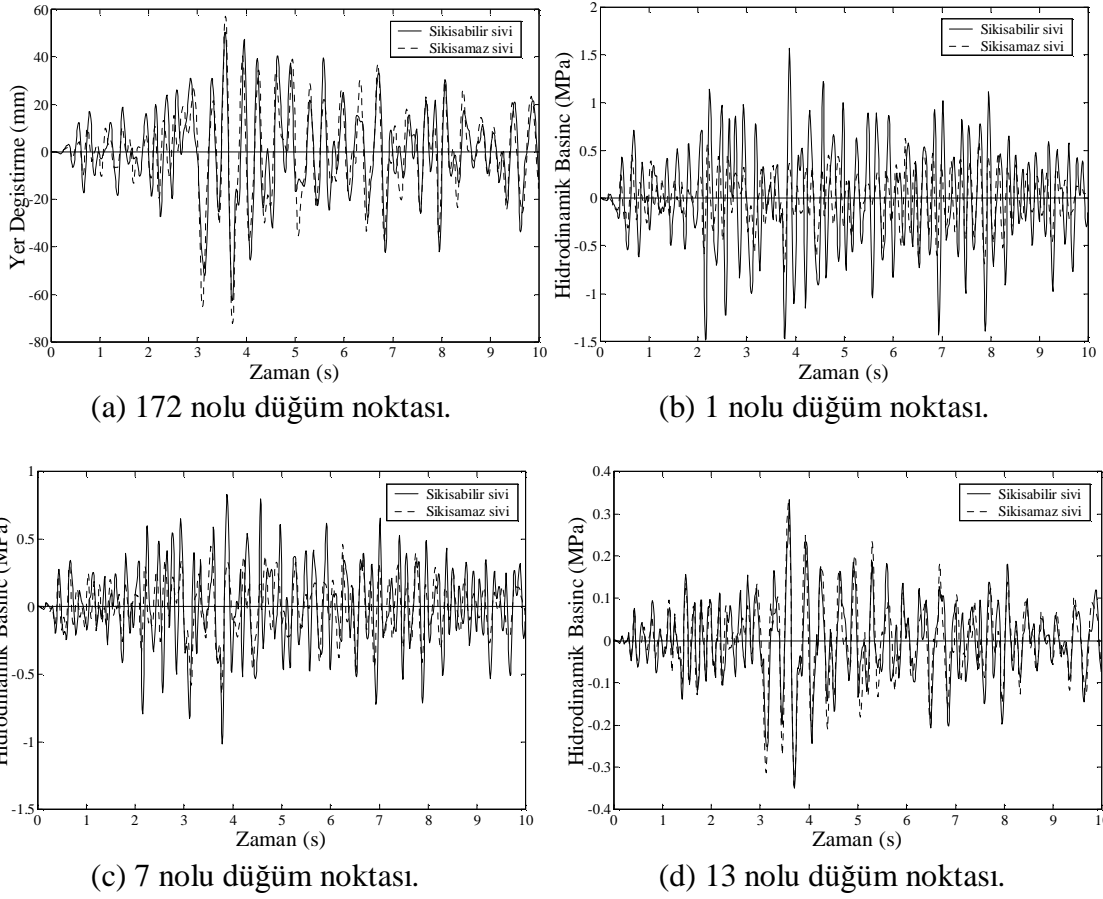 60
40
20
0
-20
-40
-60
-80
Yer Degistirme (mm)
Sikisabilir sivi
Sikisamaz sivi
0 1 2 3 4 5 6 7 8 9 10
Zaman (s)
(a) 172 nolu düğüm noktası.
2
1.5
1
0.5
0
-0.5
-1
-1.5
Hidrodinamik Basinc (MPa)
Sikisabilir sivi
Sikisamaz sivi
0 1 2 3 4 5 6 7 8 9 10
Zaman (s)
(b) 1 nolu düğüm noktası.
1
0.5
0
-0.5
-1
-1.5
Hidrodinamik Basinc (MPa)
Sikisabilir sivi
Sikisamaz sivi
0 1 2 3 4 5 6 7 8 9 10
Zaman (s)
(c) 7 nolu düğüm noktası.
0.4
0.3
0.2
0.1
0
-0.1
-0.2
-0.3
-0.4
Hidrodinamik Basinc (MPa)
Sikisabilir sivi
Sikisamaz sivi
0 1 2 3 4 5 6 7 8 9 10
Zaman (s)
(d) 13 nolu düğüm noktası.